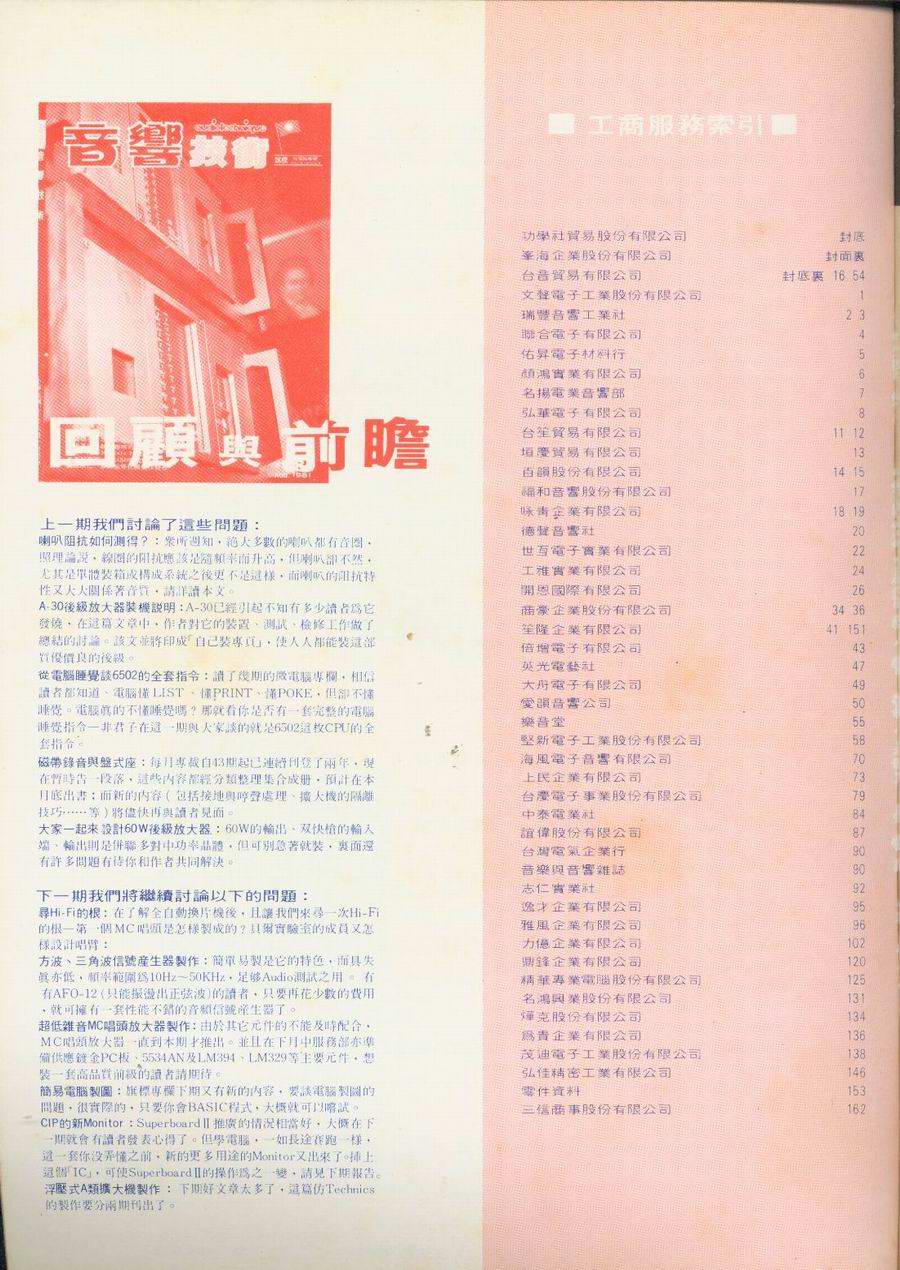 音響技術
回顧與前瞻
上一期我們討論了這些問題：
喇叭阻抗如何測得？：衆所週知，絕大多數的喇叭都有音圈，
照理論說，線圈的阻抗應該是隨頻率而升高，但喇叭卻不然，
尤其是單體裝箱或構成系統之後更不是這樣，而喇叭的阻抗特
性又大大關係著音質，請詳讀本文。
A-30後級放大器裝機説明：A-30已經引起不知有多少讀者爲它
發燒，在這篇文章中，作者對它的裝置、測試、檢修工作做了
總結的討論。該文並將印成「自己裝專頁」，使人人都能裝這部
質優價良的後級。
從電腦睡覺談6502的全套指令：讀了幾期的微電腦專欄，相信
讀者都知道、電腦懂LIST、懂PRINT、懂POKE，但卻不懂
睡覺。電腦眞的不懂睡覺嗎？那就看你是否有一套完整的電腦
睡覺指令—非君子在這一期與大家談的就是6502這枚CPU的全
套指令。
磁帶錄音與盤式座：每月專裁自43期起已連續刊登了兩年，現
在暫時告一段落，這些内容都經分類整理集合成册，預計在本
月底出書；而新的内容（包括接地與哼聲處理、擴大機的隔離
技巧……等）將儘快再與讀者見面。
大家一起來設計60W後級放大器：60W的輸出、双快槍的輸入
端、輸出則是併聯多對中功率晶體，但可別急著就裝，裏面還
有許多問題有待你和作者共同解決。
下一期我們將繼續討論以下的問題：
尋Hi-Fi的根：在了解全自動換片機後，且讓我們來尋一次Hi-Fi
的根—第一個MC唱頭是怎樣製成的？貝爾實驗室的成員又怎
樣設計唱臂：
方波、三角波信號産生器製作：簡單易製是它的特色，而具失
眞亦低，頻率範圍爲10Hz～50KHz，足够Audio測試之用。有
有AFO-12（只能振盪出正弦波）的讀者，只要再花少數的費用
，就可擁有一套性能不錯的音頻信號産生器了。
超低雜音MC唱頭放大器製作：由於其它元件的不能及時配合，
MC唱頭放大器一直到本期才推出。並且在下月中服務部亦準
備供應鍍金PC板、5534AN及LM394、LM329等主要元件，想
裝一套高品質前級的讀者請期待。
簡易電腦製圖：旗標專欄下期又有新的内容，要談電腦製圖的
問題，很實際的，只要你會BASIC程式，大概就可以嚐試。
CIP的新Monitor：SuperboardⅡ推廣的情況相當好，大概在下
一期就會有讀者發表心得了。但學電腦，一如長途賽跑一樣，
這一套你没弄懂之前，新的更多用途的Monitor又出來了。揷上
這個「IC」，可使SuperboardⅡ的操作爲之一變，請見下期報告。
浮壓式A類擴大機製作：下期好文章太多了，這篇仿Technics
的製作要分兩期刊出了。
■ 工商服務索引 ■
功學社貿易股份有限公司 封底
峯海企業股份有限公司 封面裏
台音貿易有限公司 封底裏 16 54
文聲電子工業股份有限公司 1
瑞豐音響工業社 2 3
聯合電子有限公司 4
佑昇電子材料行 5
顏鴻實業有限公司 6
名揚電業音響部 7
弘華電子有限公司 8
台笙貿易有限公司 11 12
垣慶貿易有限公司 13
百韻股份有限公司 14 15
福和音響股份有限公司 17
咏靑企業有限公司 18 19
德聲音響社 20
世亙電子實業有限公司 22
工雅實業有限公司 24
開恩國際有限公司 26
商豪企業股份有限公司 34 36
笙隆企業有限公司 41 151
倍增電子有限公司 43
英光電藝社 47
大舟電子有限公司 49
愛韻音響公司 50
樂音堂 55
堅新電子工業股份有限公司 58
海風電子音響有限公司 70
上民企業有限公司 73
台慶電子事業股份有限公司 79
中泰電業社 84
誼偉股份有限公司 87
台灣電氣企業行 90
音樂與音響雜誌 90
志仁實業社 92
逸才企業有限公司 95
雅風企業有限公司 96
力億企業有限公司 102
鼎鋒企業有限公司 120
精華專業電腦股份有限公司 125
名鴻興業股份有限公司 131
燁克股份有限公司 134
爲貴企業有限公司 136
茂迪電子工業股份有限公司 138
弘佳精密工業有限公司 146
零件資料 153
三信商事股份有限公司 162